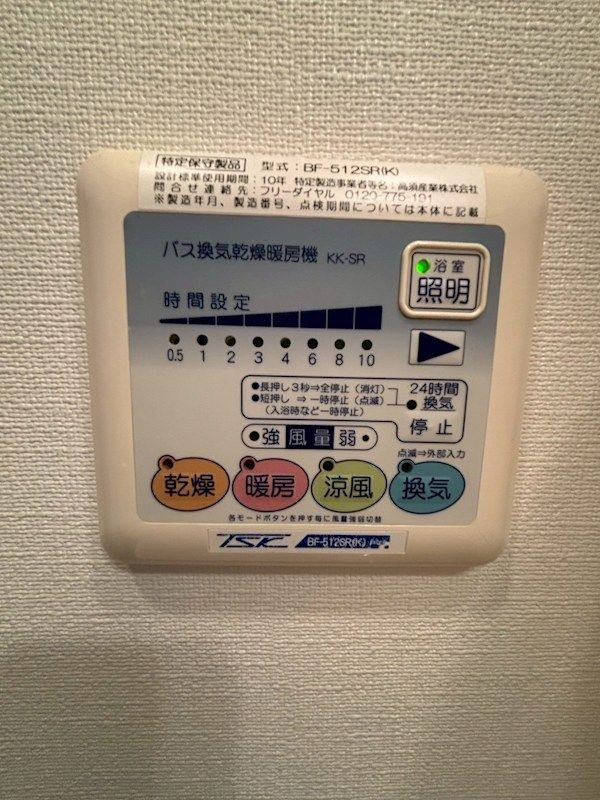 [特定保守製品] 型式:BF-512SR(K)
設計標準使用期間:10年 特定製造事業者等名:高須産業株式会社
問合せ連絡先:フリーダイヤル 0120-775-191
※製造年月、製造番号、点検期間については本体に記載
バス換気乾燥暖房機 KK-SR
浴室
照明
時間設定
0.5 1 2 3 4 6 8 10
●長押し3秒⇒全停止(消灯)
●短押し ⇒一時停止(点滅)
(入浴時など一時停止)
24時間
換気
停止
強 風量 弱
点滅⇒外部入力
乾燥 暖房 涼風 換気
各モードボタンを押す毎に風量強弱切替
TSK BF-512SR(K)